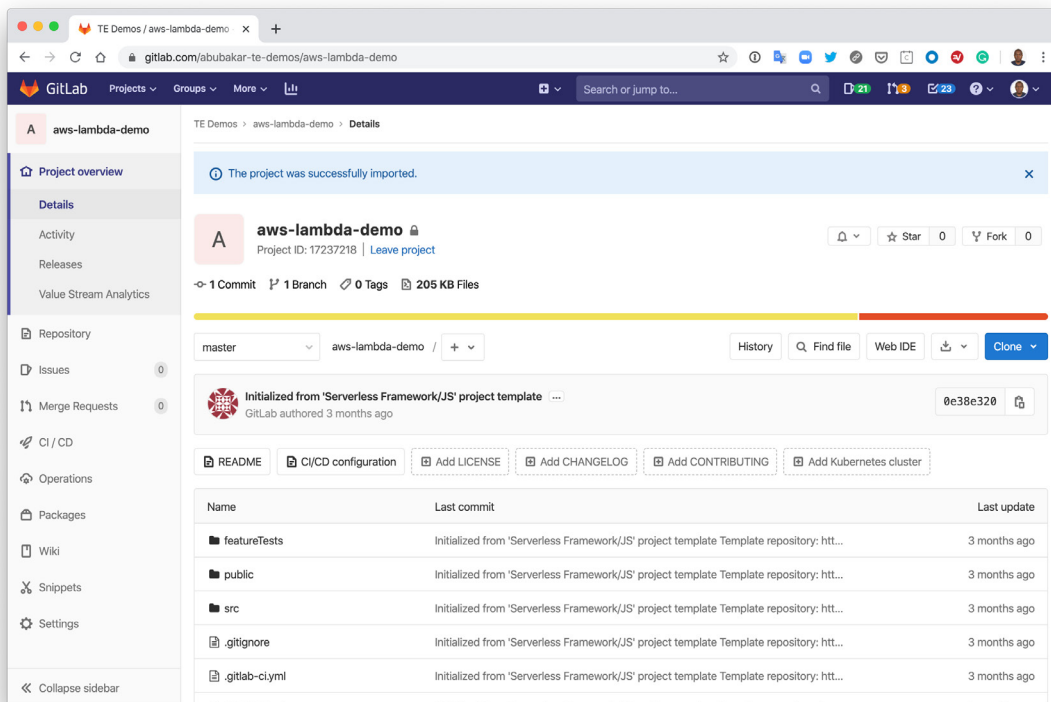 TE Demos / aws-lambda-demo
gitlab.com/abubakar-te-demos/aws-lambda-demo
GitLab Projects Groups More Search or jump to... 21 3 23
A aws-lambda-demo
Project overview
Details
Activity
Releases
Value Stream Analytics
Repository
Issues 0
Merge Requests 0
CI / CD
Operations
Packages
Wiki
Snippets
Settings
Collapse sidebar
TE Demos > aws-lambda-demo > Details
The project was successfully imported.
A
aws-lambda-demo
Project ID: 17237218 | Leave project
Star 0 Fork 0
1 Commit 1 Branch 0 Tags 205 KB Files
master aws-lambda-demo / + History Find file Web IDE Clone
Initialized from 'Serverless Framework/JS' project template ...
GitLab authored 3 months ago
0e38e320
README CI/CD configuration Add LICENSE Add CHANGELOG Add CONTRIBUTING Add Kubernetes cluster
Name Last commit Last update
featureTests Initialized from 'Serverless Framework/JS' project template Template repository: htt... 3 months ago
public Initialized from 'Serverless Framework/JS' project template Template repository: htt... 3 months ago
src Initialized from 'Serverless Framework/JS' project template Template repository: htt... 3 months ago
.gitignore Initialized from 'Serverless Framework/JS' project template Template repository: htt... 3 months ago
.gitlab-ci.yml Initialized from 'Serverless Framework/JS' project template Template repository: htt... 3 months ago